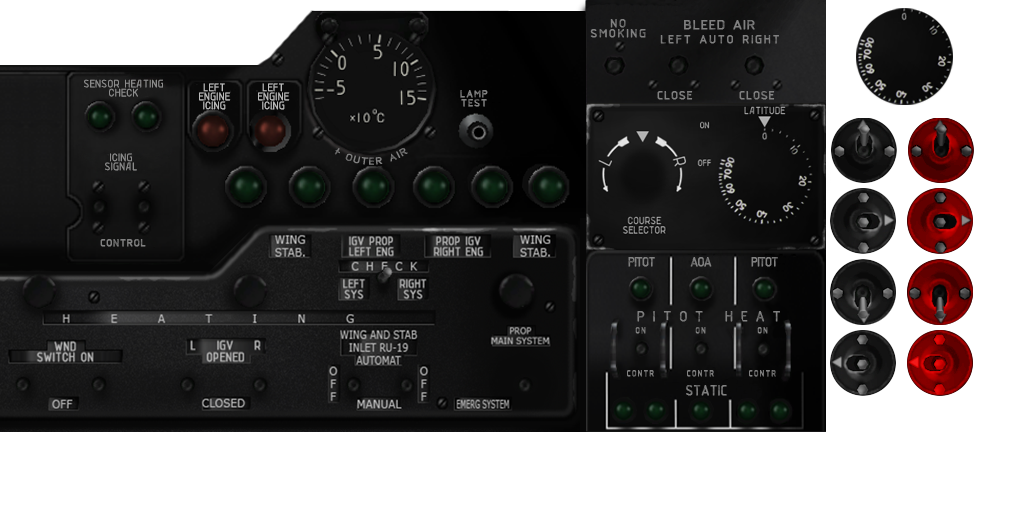 SENSOR HEATING
CHECK
ICING
SIGNAL
CONTROL
LEFT
ENGINE
ICING
LEFT
ENGINE
ICING
-5
0
5
10
15
×10°C
OUTER AIR
LAMP
TEST
WING
STAB.
IGV PROP
LEFT ENG
PROP IGV
RIGHT ENG
WING
STAB.
CHECK
LEFT
SYS
RIGHT
SYS
HEATING
WND
SWITCH ON
OFF
L IGV R
OPENED
CLOSED
WING AND STAB
INLET RU-19
AUTOMAT
OFF
OFF
MANUAL
PROP
MAIN SYSTEM
EMERG SYSTEM
NO
SMOKING
BLEED AIR
LEFT AUTO RIGHT
CLOSE
CLOSE
ON
OFF
L
R
COURSE
SELECTOR
LATITUDE
0
10
20
30
40
50
60
70
80
90
PITOT
AOA
PITOT
PITOT HEAT
ON
ON
CONTR
CONTR
CONTR
STATIC
0
10
20
30
40
50
60
70
80
90